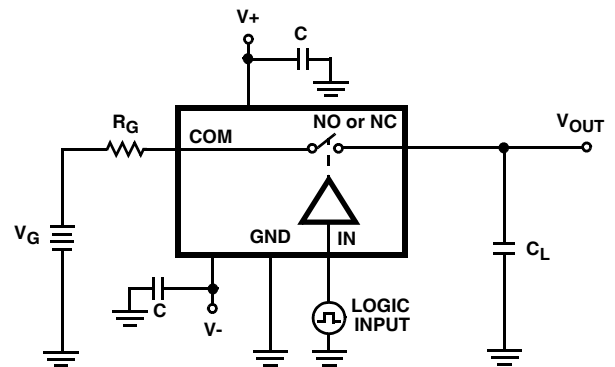 V+
C
RG
COM
NO or NC
VOUT
VG
GND
IN
CL
C
V-
LOGIC
INPUT